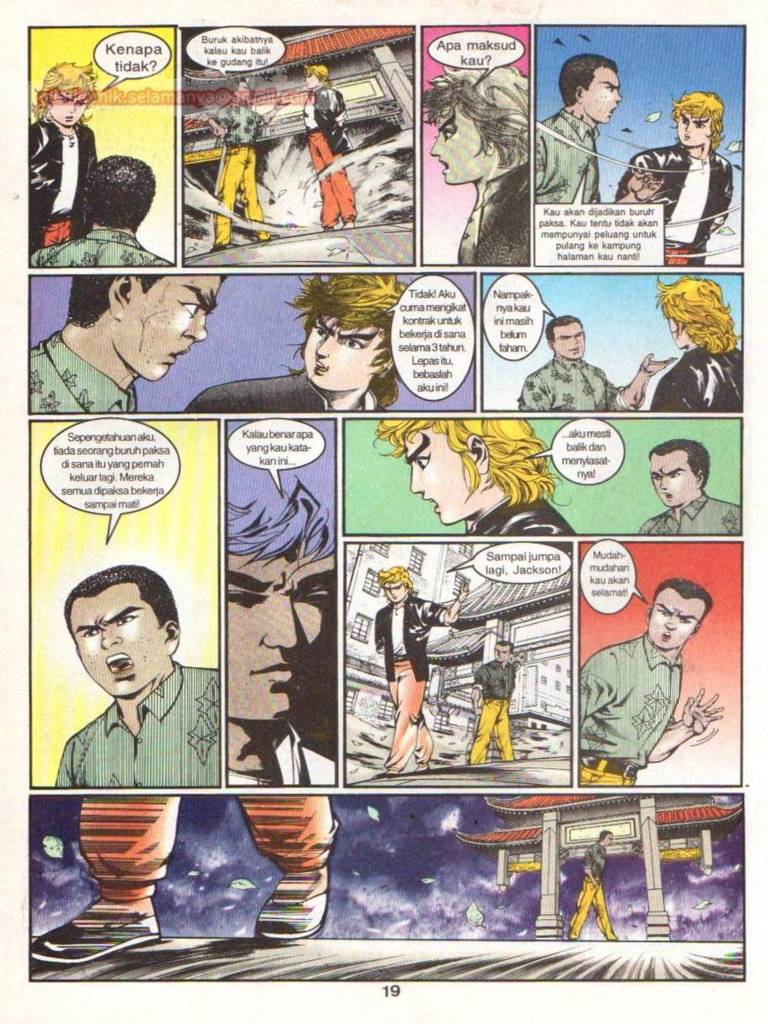 Kenapa
tidak?
Buruk akibatnya
kalau kau balik
ke gudang itu!
Apa maksud
kau?
Kau akan dijadikan buruh
paksa. Kau tentu tidak akan
mempunyai peluang untuk
pulang ke kampung
halaman kau nanti!
Tidak! Aku
cuma mengikat
kontrak untuk
bekerja di sana
selama 3 tahun.
Lepas itu,
bebaslah
aku ini!
Nampak-
nya kau
ini masih
belum
faham.
Sepengetahuan aku,
tiada seorang buruh paksa
di sana itu yang pernah
keluar lagi. Mereka
semua dipaksa bekerja
sampai mati!
Kalau benar apa
yang kau kata-
kan ini...
...aku mesti
balik dan
menyiasat-
nya!
Sampai jumpa
lagi, Jackson!
Mudah-
mudahan
kau akan
selamat!
19